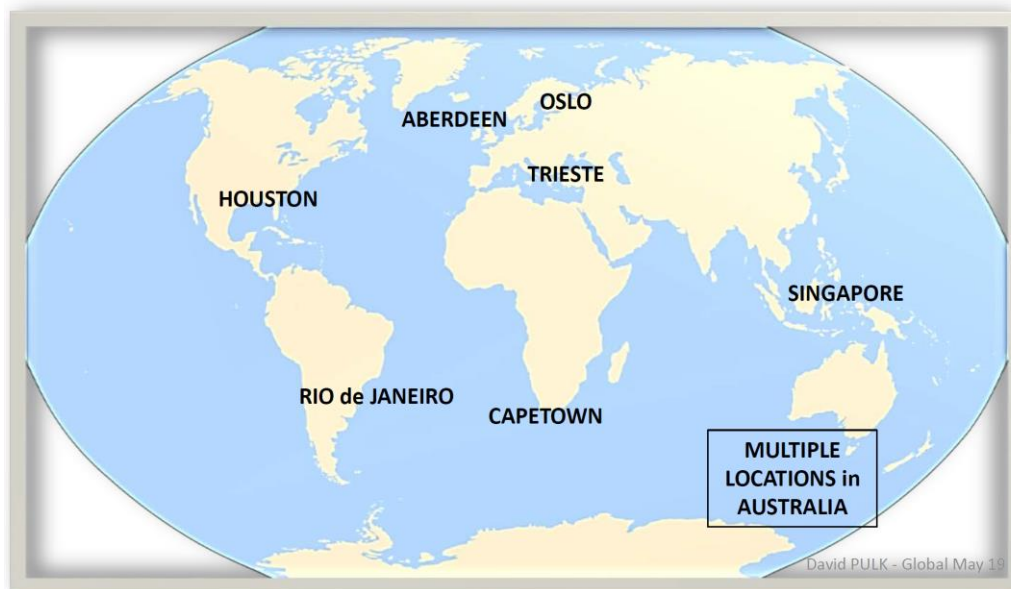 OSLO
ABERDEEN
TRIESTE
HOUSTON
SINGAPORE
RIO de JANEIRO
CAPETOWN
MULTIPLE
LOCATIONS in
AUSTRALIA
David PULK - Global May 19